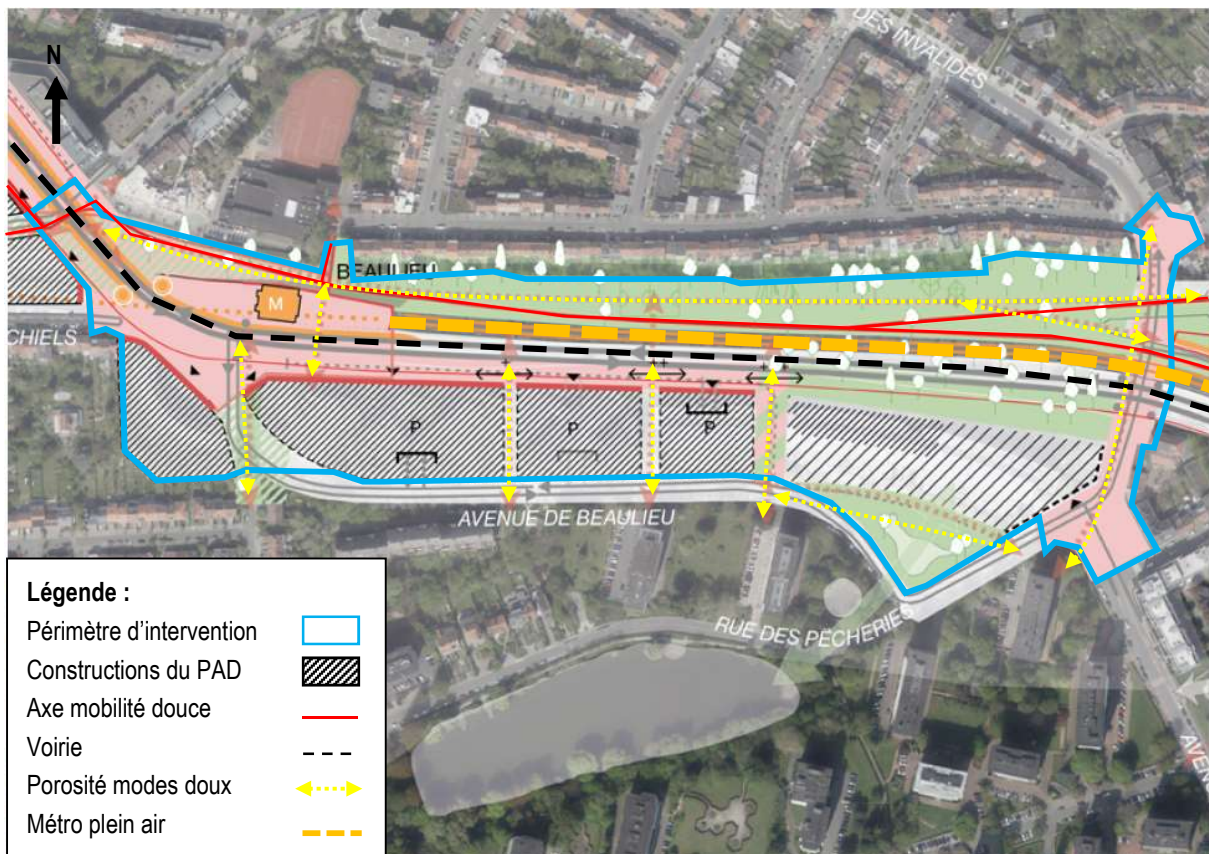 DES INVALIDES
N
BEAULIEU
M
CHIELS
P
P
P
AVENUE DE BEAULIEU
RUE DES PÊCHERIES
AVEN
Légende :
Périmètre d'intervention
Constructions du PAD
Axe mobilité douce
Voirie
Porosité modes doux
Métro plein air